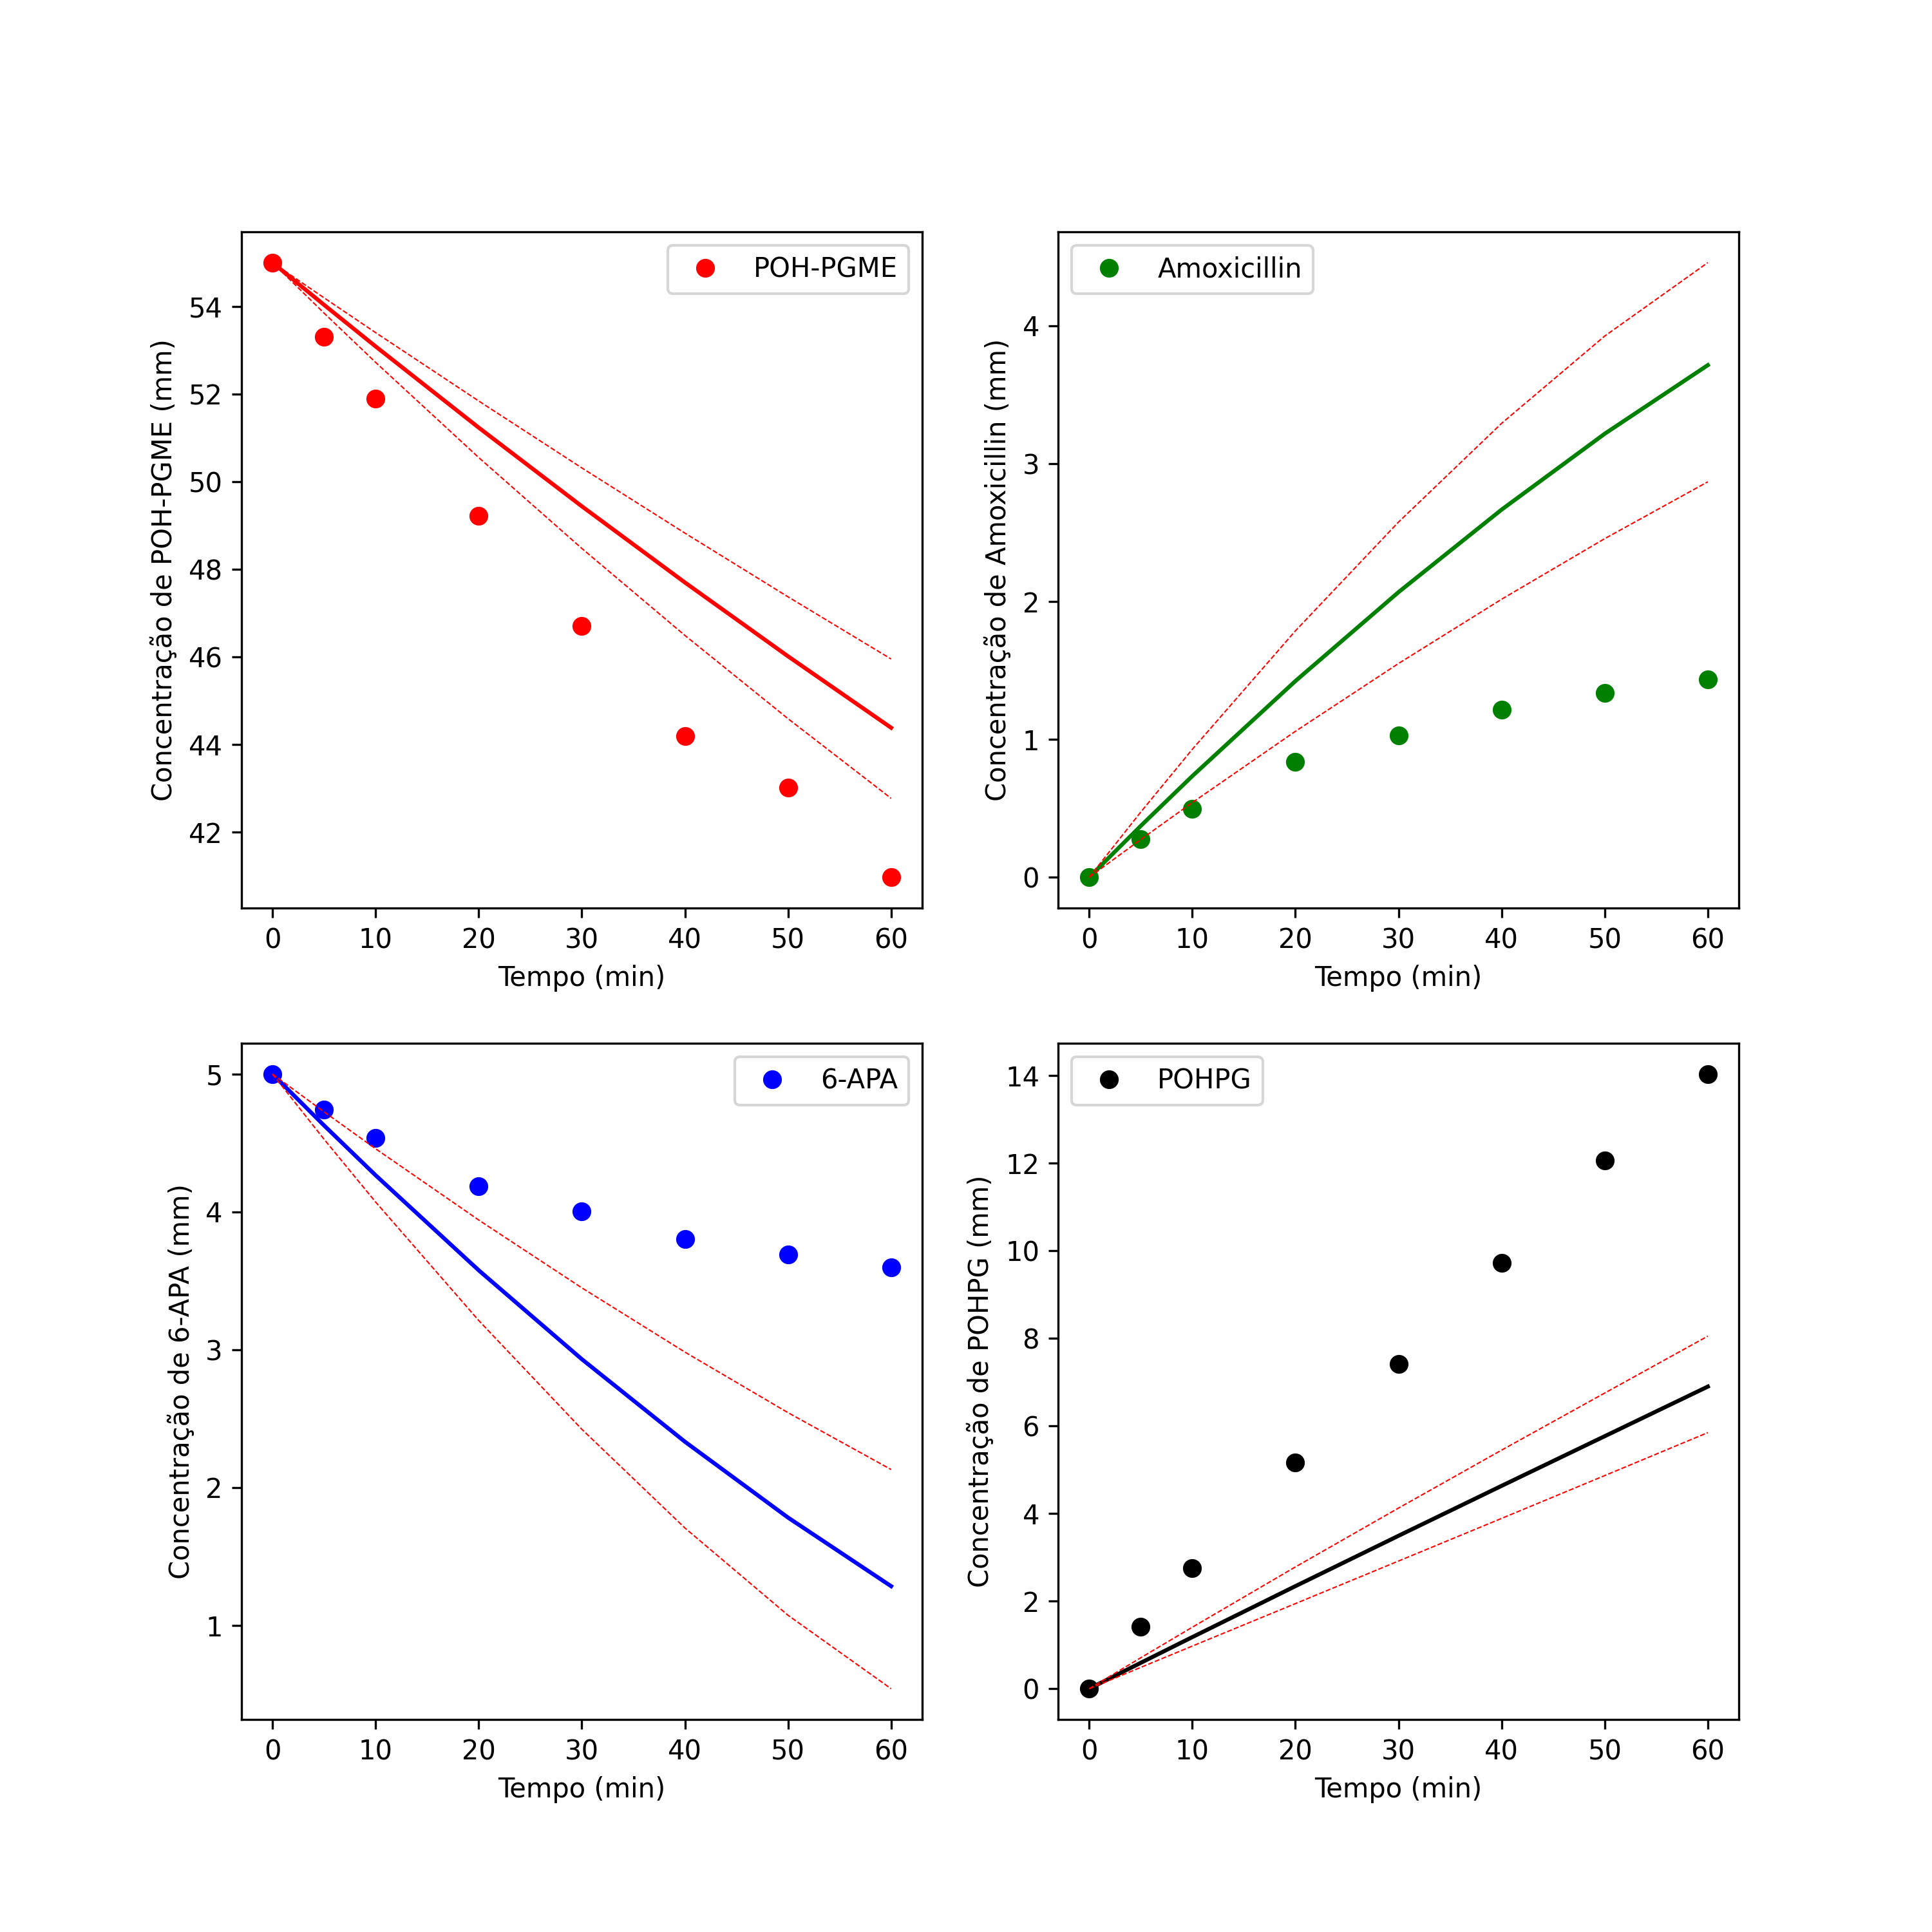 POH-PGME
Concentração de POH-PGME (mm)
54
52
50
48
46
44
42
0 10 20 30 40 50 60
Tempo (min)
Amoxicillin
Concentração de Amoxicillin (mm)
4
3
2
1
0
0 10 20 30 40 50 60
Tempo (min)
6-APA
Concentração de 6-APA (mm)
5
4
3
2
1
0 10 20 30 40 50 60
Tempo (min)
POHPG
Concentração de POHPG (mm)
14
12
10
8
6
4
2
0
0 10 20 30 40 50 60
Tempo (min)